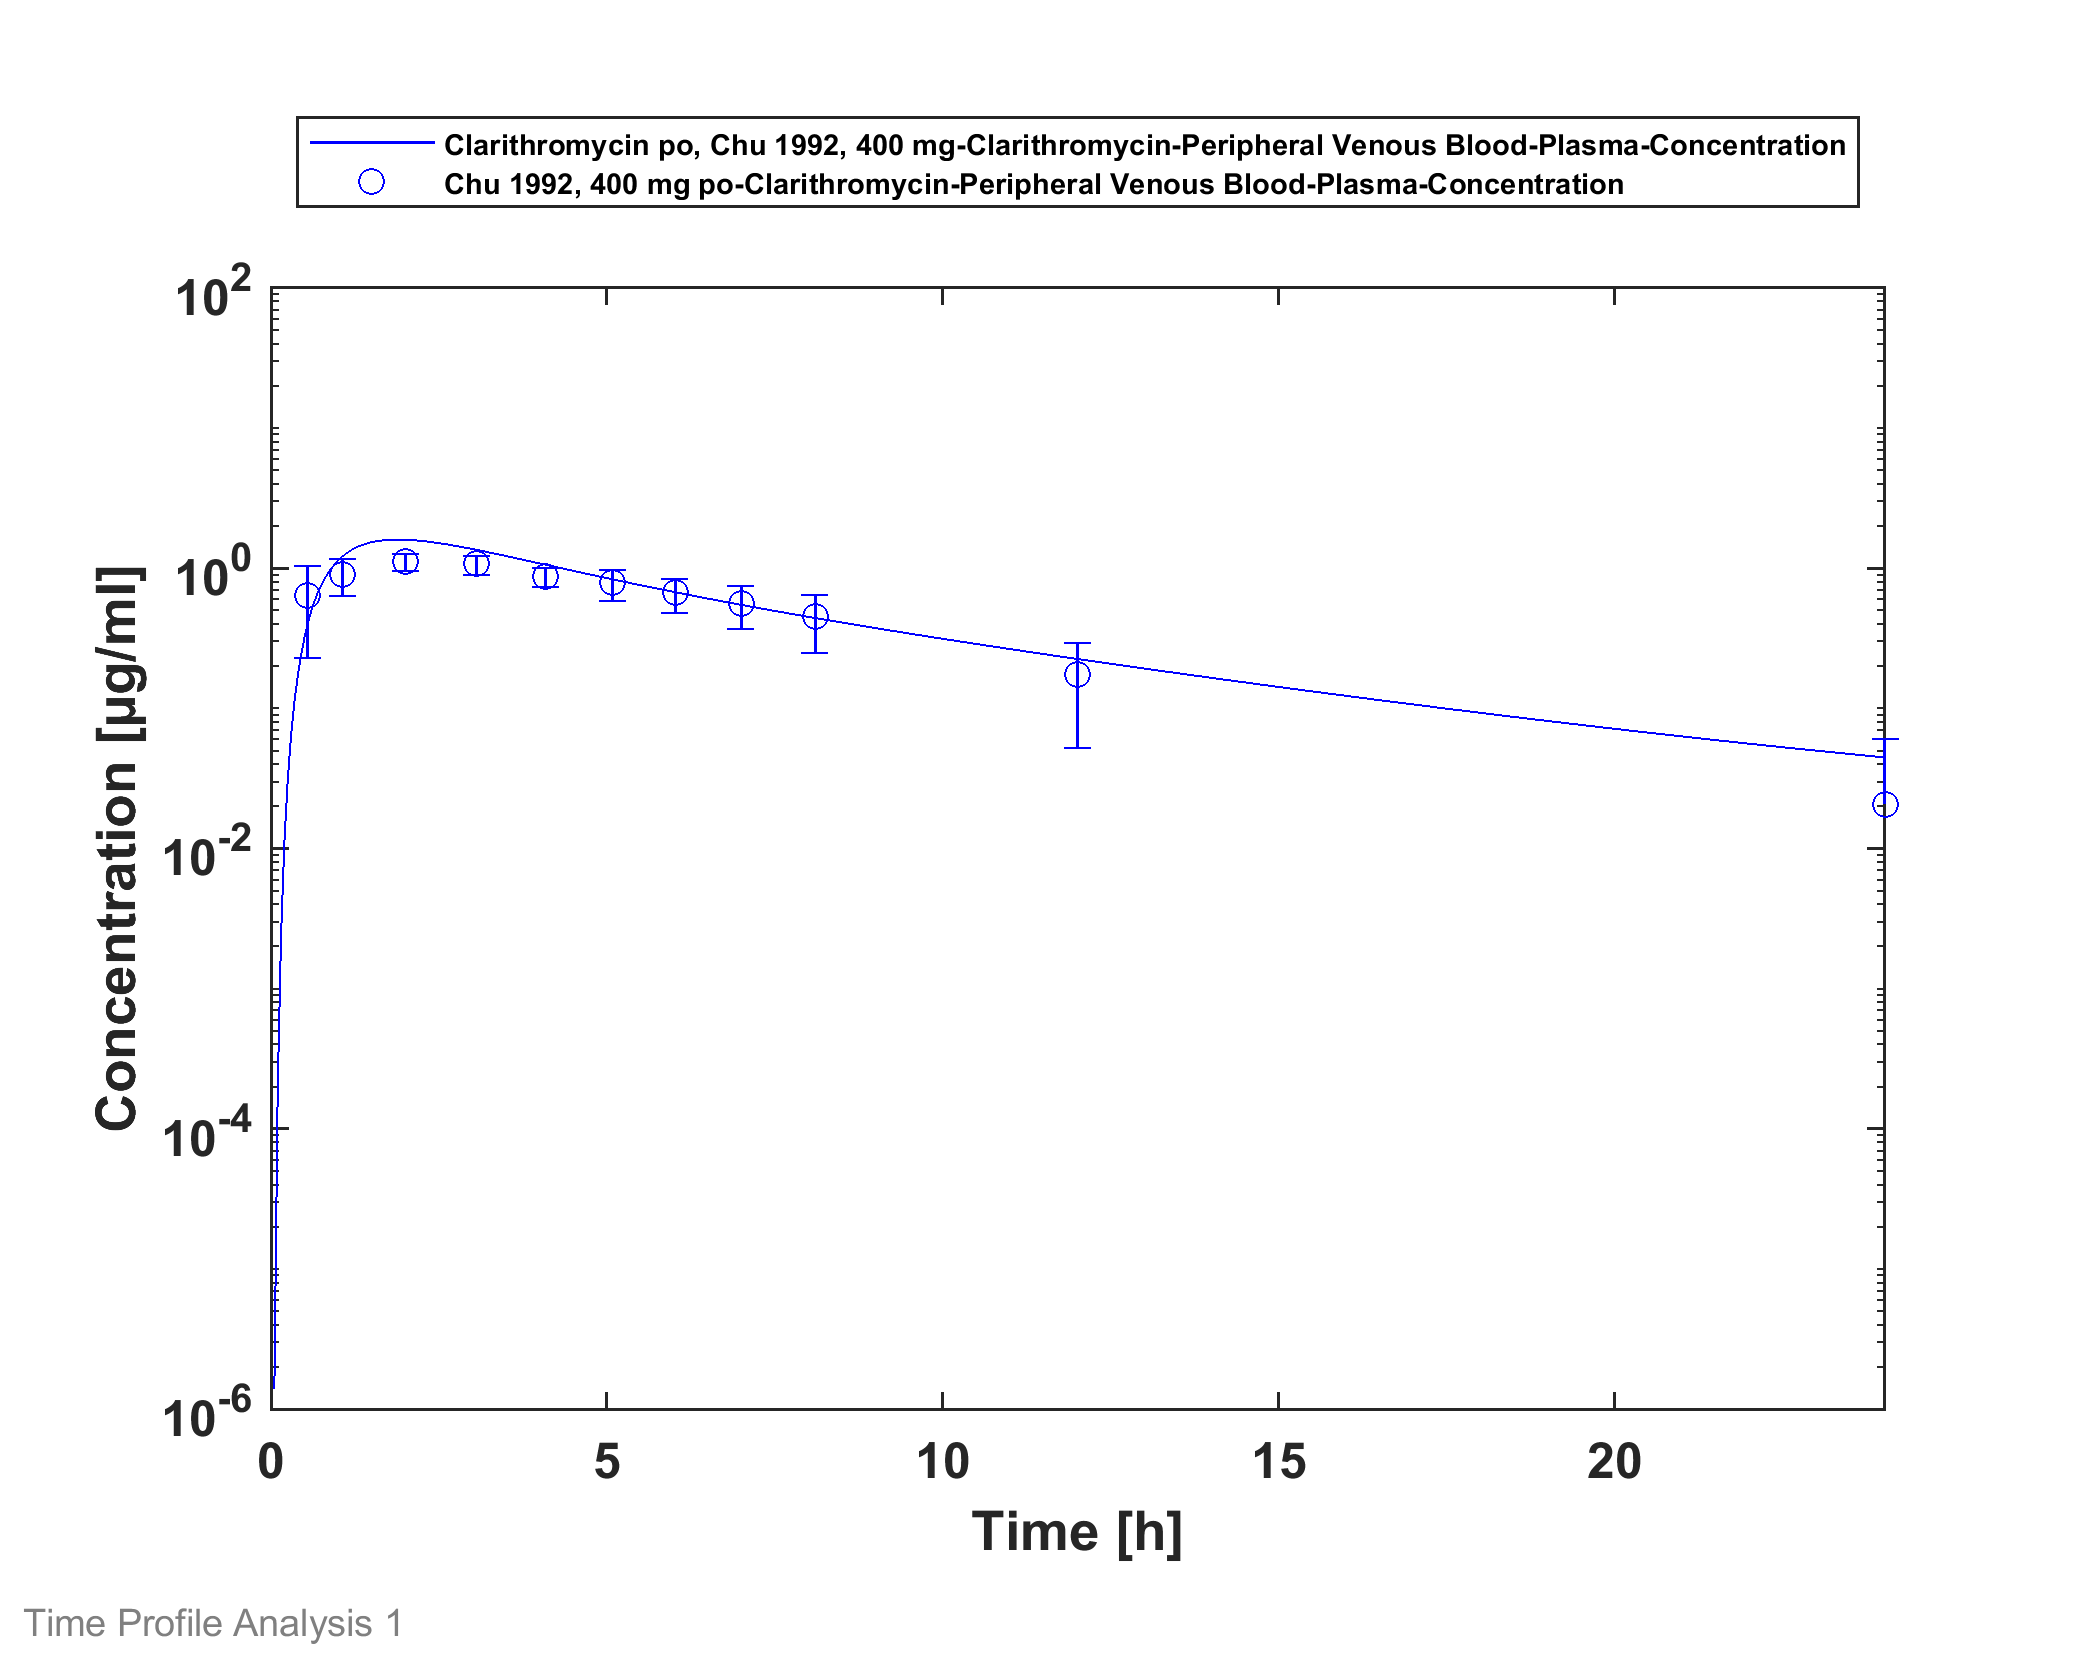 Clarithromycin po, Chu 1992, 400 mg-Clarithromycin-Peripheral Venous Blood-Plasma-Concentration
Chu 1992, 400 mg po-Clarithromycin-Peripheral Venous Blood-Plasma-Concentration
10^2
10^0
10^-2
10^-4
10^-6
Concentration [µg/ml]
0 5 10 15 20
Time [h]
Time Profile Analysis 1